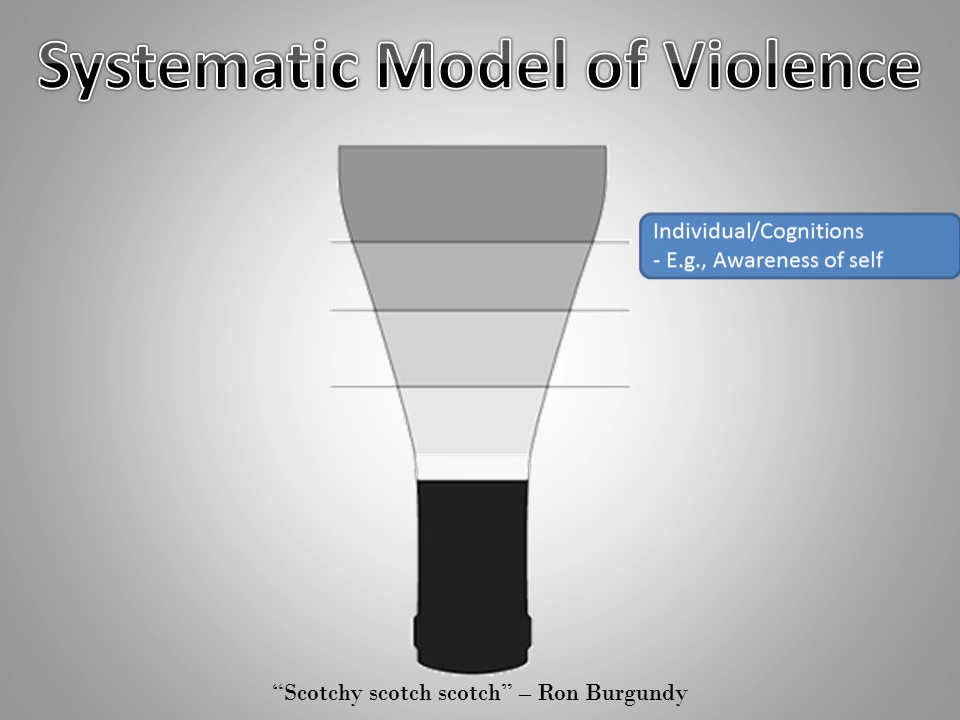 Systematic Model of Violence
Individual/Cognitions
- E.g., Awareness of self
“Scotchy scotch scotch” – Ron Burgundy